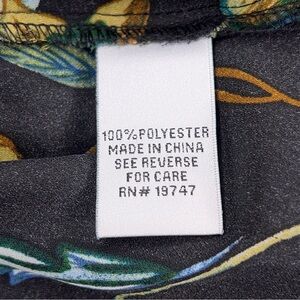 100% POLYESTER
MADE IN CHINA
SEE REVERSE
FOR CARE
RN# 19747